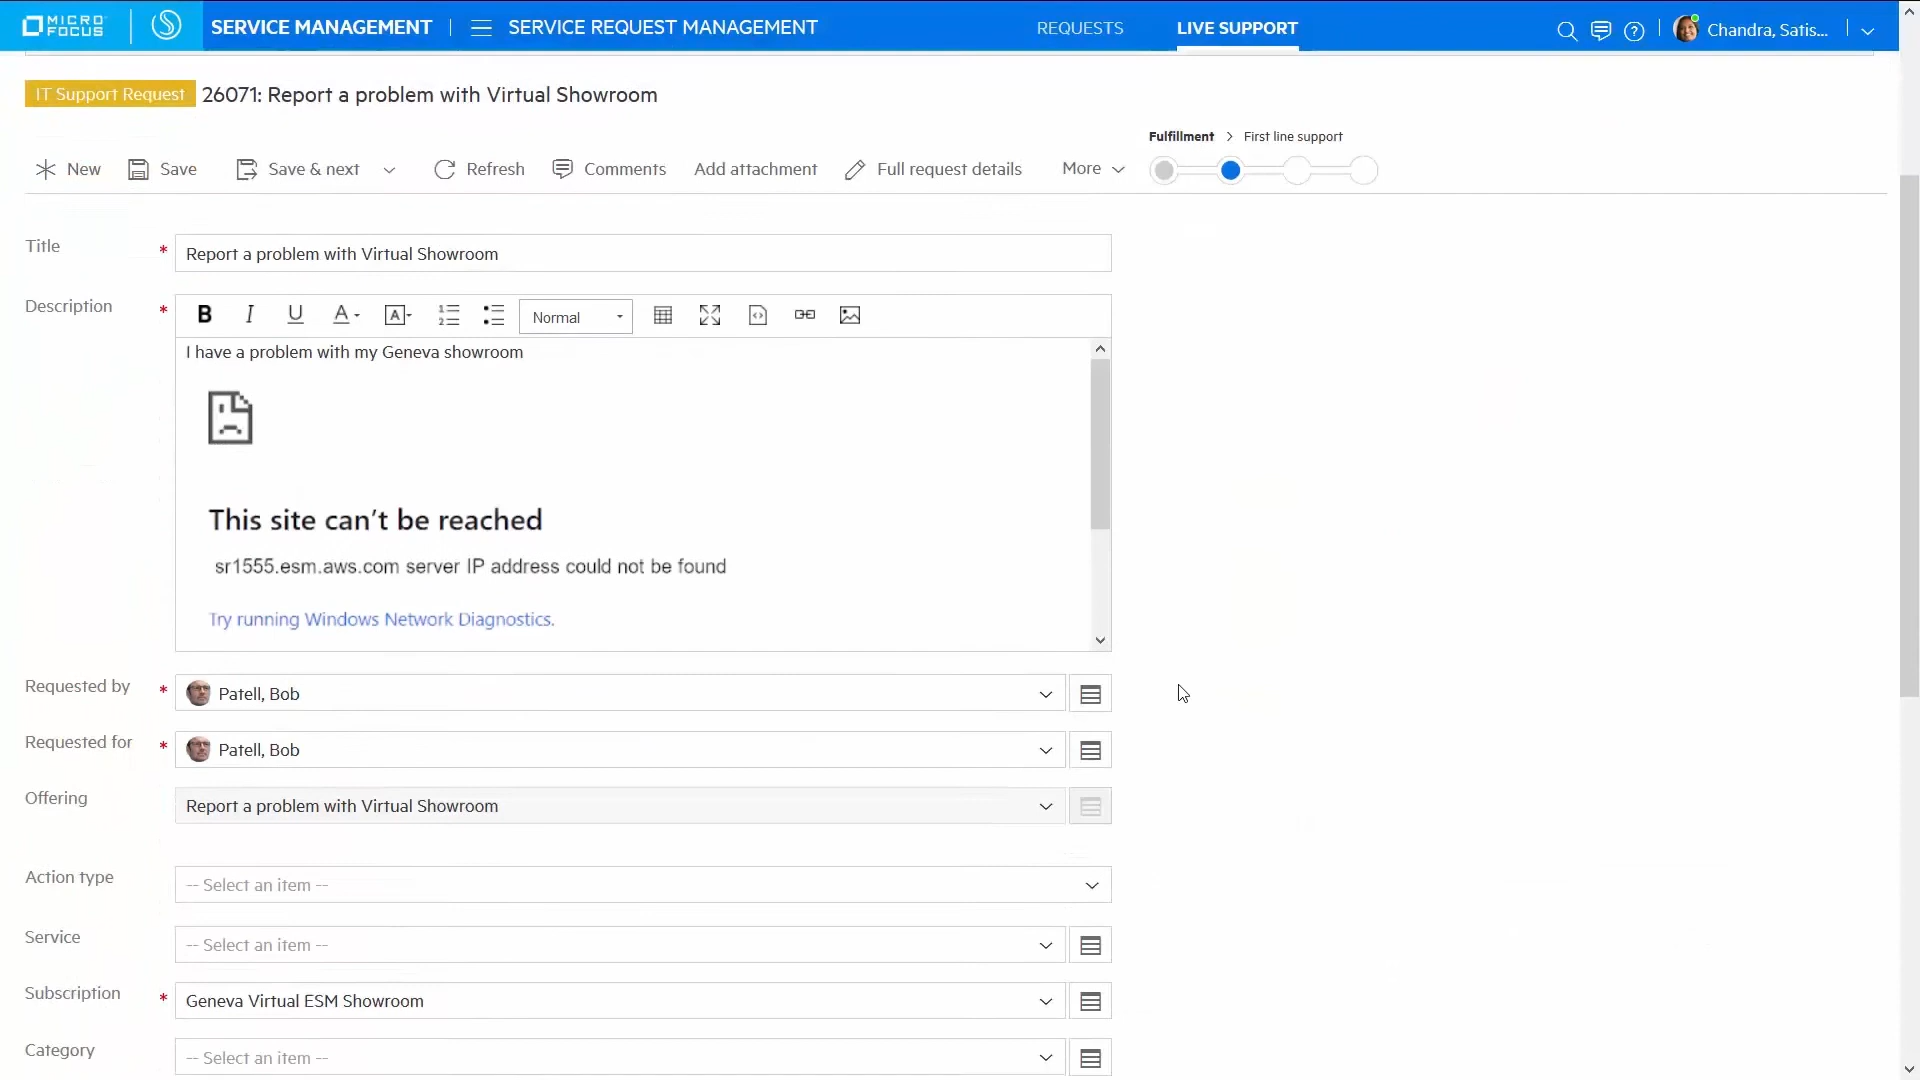 MICRO FOCUS SERVICE MANAGEMENT SERVICE REQUEST MANAGEMENT REQUESTS LIVE SUPPORT Chandra, Satis...
IT Support Request 26071: Report a problem with Virtual Showroom
Fulfillment > First line support
New Save Save & next Refresh Comments Add attachment Full request details More
Title * Report a problem with Virtual Showroom
Description * B I U A A Normal
I have a problem with my Geneva showroom
This site can't be reached
sr1555.esm.aws.com server IP address could not be found
Try running Windows Network Diagnostics.
Requested by * Patell, Bob
Requested for * Patell, Bob
Offering Report a problem with Virtual Showroom
Action type -- Select an item --
Service -- Select an item --
Subscription * Geneva Virtual ESM Showroom
Category -- Select an item --